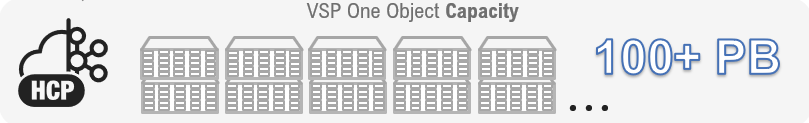 VSP One Object Capacity
HCP
100+ PB
...